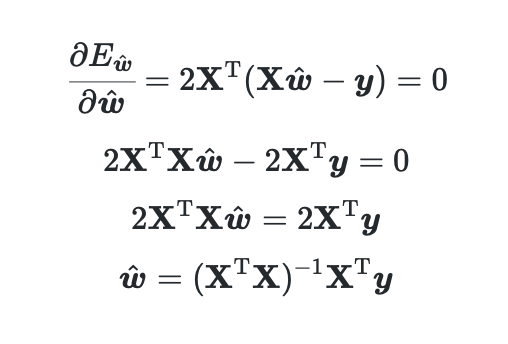 ∂E_ŵ/∂ŵ = 2Xᵀ(Xŵ − y) = 0
2XᵀXŵ − 2Xᵀy = 0
2XᵀXŵ = 2Xᵀy
ŵ = (XᵀX)⁻¹Xᵀy